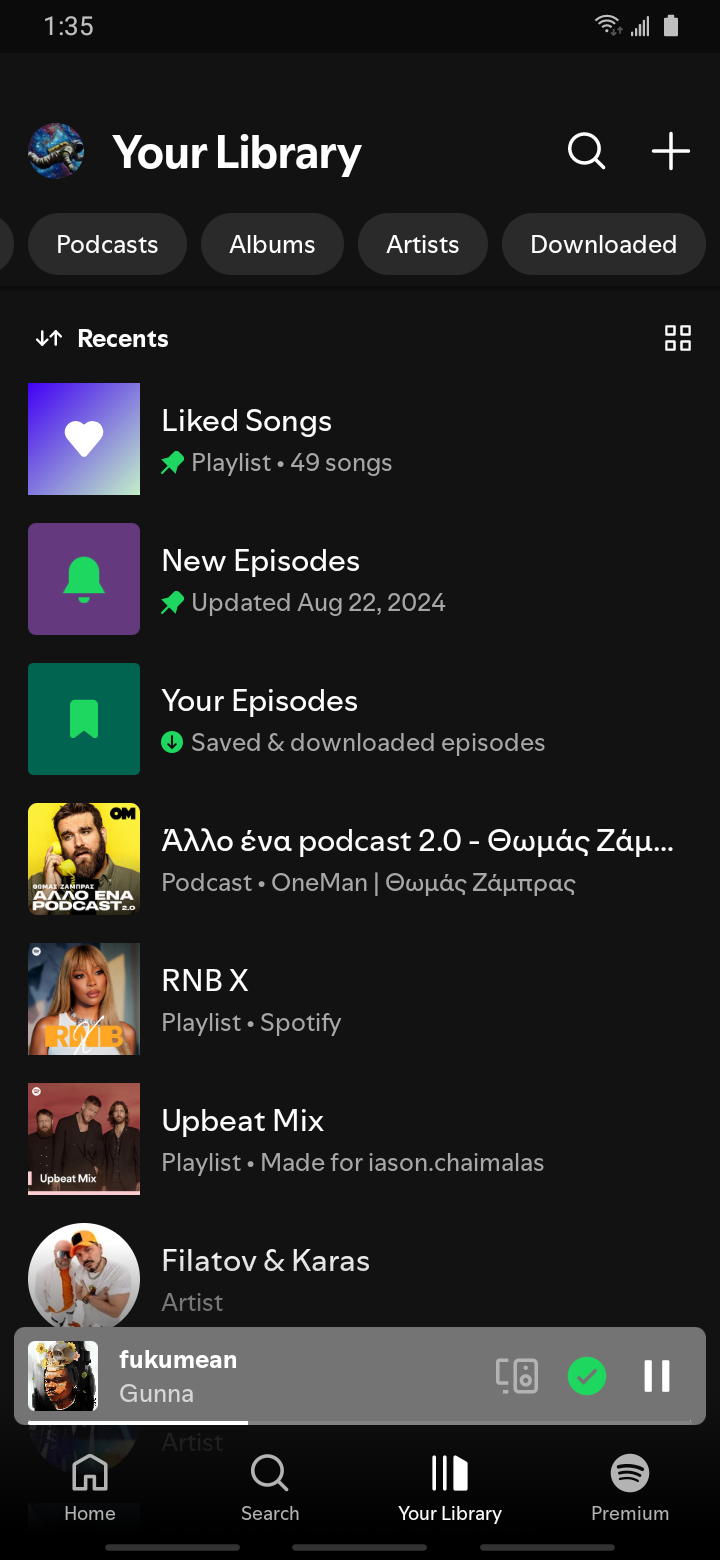 1:35
Your Library
Podcasts
Albums
Artists
Downloaded
Recents
Liked Songs
Playlist • 49 songs
New Episodes
Updated Aug 22, 2024
Your Episodes
Saved & downloaded episodes
OM
ΘΩΜΑΣ ΖΑΜΠΡΑΣ
ΑΛΛΟ ΕΝΑ
PODCAST 2.0
Άλλο ένα podcast 2.0 - Θωμάς Ζάμ...
Podcast • OneMan | Θωμάς Ζάμπρας
RNB X
RNB X
Playlist • Spotify
Upbeat Mix
Upbeat Mix
Playlist • Made for iason.chaimalas
Filatov & Karas
Artist
fukumean
Gunna
Artist
Home
Search
Your Library
Premium